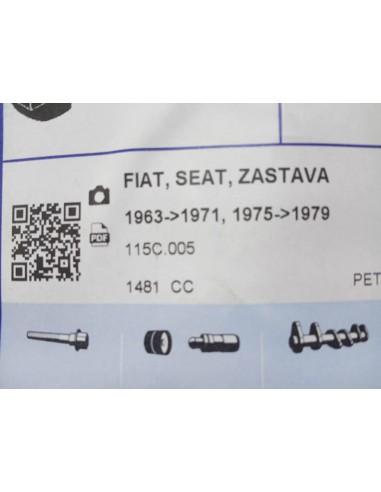 FIAT, SEAT, ZASTAVA
1963->1971, 1975->1979
PDF
115C.005
1481 CC
PET